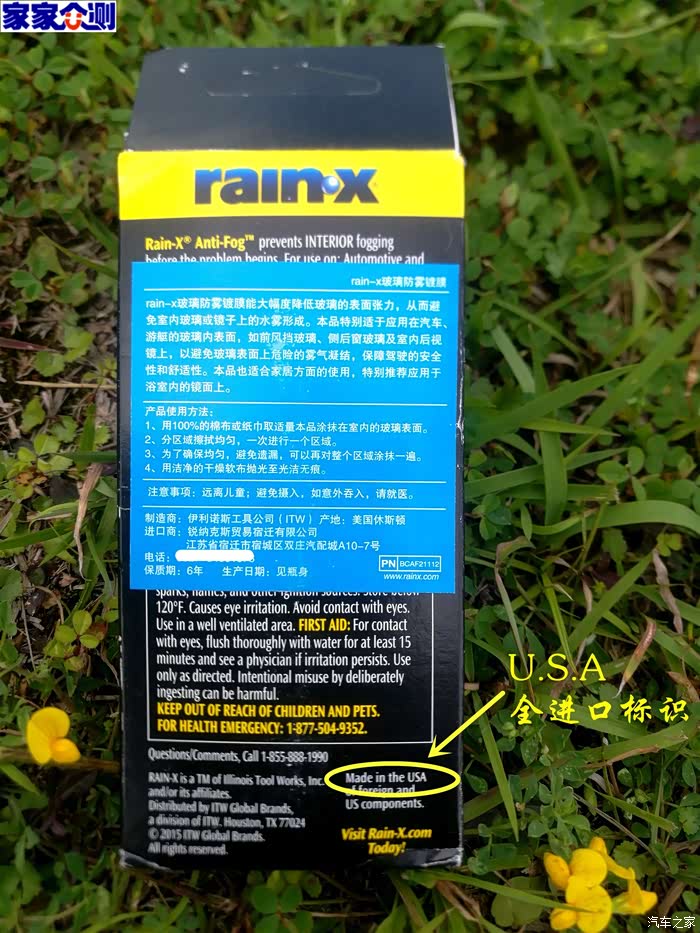 家家众测
rain-x
Rain-X® Anti-Fog™ prevents INTERIOR fogging
before the problem begins. For use on: Automotive and
rain-x玻璃防雾镀膜
rain-x玻璃防雾镀膜能大幅度降低玻璃的表面张力，从而避
免室内玻璃或镜子上的水雾形成。本品特别适于应用在汽车、
游艇的玻璃内表面，如前风挡玻璃、侧后窗玻璃及室内后视
镜上，以避免玻璃表面上危险的雾气凝结，保障驾驶的安全
性和舒适性。本品也适合家居方面的使用，特别推荐应用于
浴室内的镜面上。
产品使用方法：
1、用100%的棉布或纸巾取适量本品涂抹在室内的玻璃表面。
2、分区域擦拭均匀，一次进行一个区域。
3、为了确保均匀，避免遗漏，可以再对整个区域涂抹一遍。
4、用洁净的干燥软布抛光至光洁无痕。
注意事项：远离儿童；避免摄入，如意外吞入，请就医。
制造商：伊利诺斯工具公司（ITW）产地：美国休斯顿
进口商：锐纳克斯贸易宿迁有限公司
江苏省宿迁市宿城区双庄汽配城A10-7号
电话：
PN BCAF21112
保质期：6年 生产日期：见瓶身
www.rainx.com
sparks, flames, and other ignition sources. Store below
120°F. Causes eye irritation. Avoid contact with eyes.
Use in a well ventilated area. FIRST AID: For contact
with eyes, flush thoroughly with water for at least 15
minutes and see a physician if irritation persists. Use
only as directed. Intentional misuse by deliberately
ingesting can be harmful.
KEEP OUT OF REACH OF CHILDREN AND PETS.
FOR HEALTH EMERGENCY: 1-877-504-9352.
U.S.A
全进口标识
Questions/Comments, Call 1-855-888-1990
RAIN-X is a TM of Illinois Tool Works, Inc.
and/or its affiliates.
Distributed by ITW Global Brands,
a division of ITW. Houston, TX 77024
© 2015 ITW Global Brands.
All rights reserved.
Made in the USA
of foreign and
US components.
Visit Rain-X.com
Today!
汽车之家